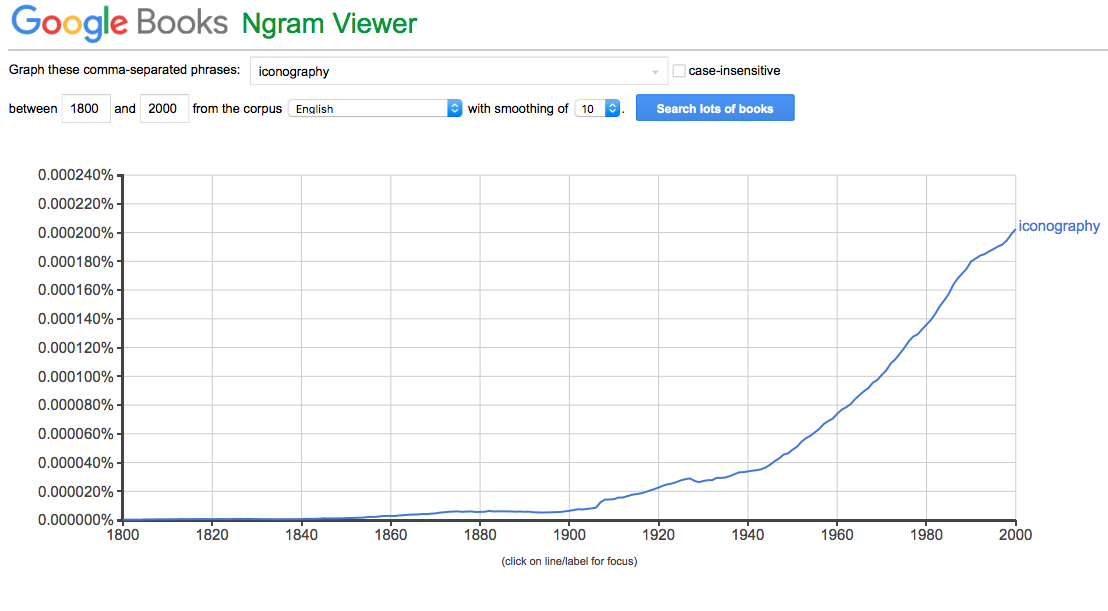 Google Books Ngram Viewer
Graph these comma-separated phrases: iconography case-insensitive
between 1800 and 2000 from the corpus English with smoothing of 10 . Search lots of books
0.000240%
0.000220%
0.000200%
iconography
0.000180%
0.000160%
0.000140%
0.000120%
0.000100%
0.000080%
0.000060%
0.000040%
0.000020%
0.000000%
1800 1820 1840 1860 1880 1900 1920 1940 1960 1980 2000
(click on line/label for focus)